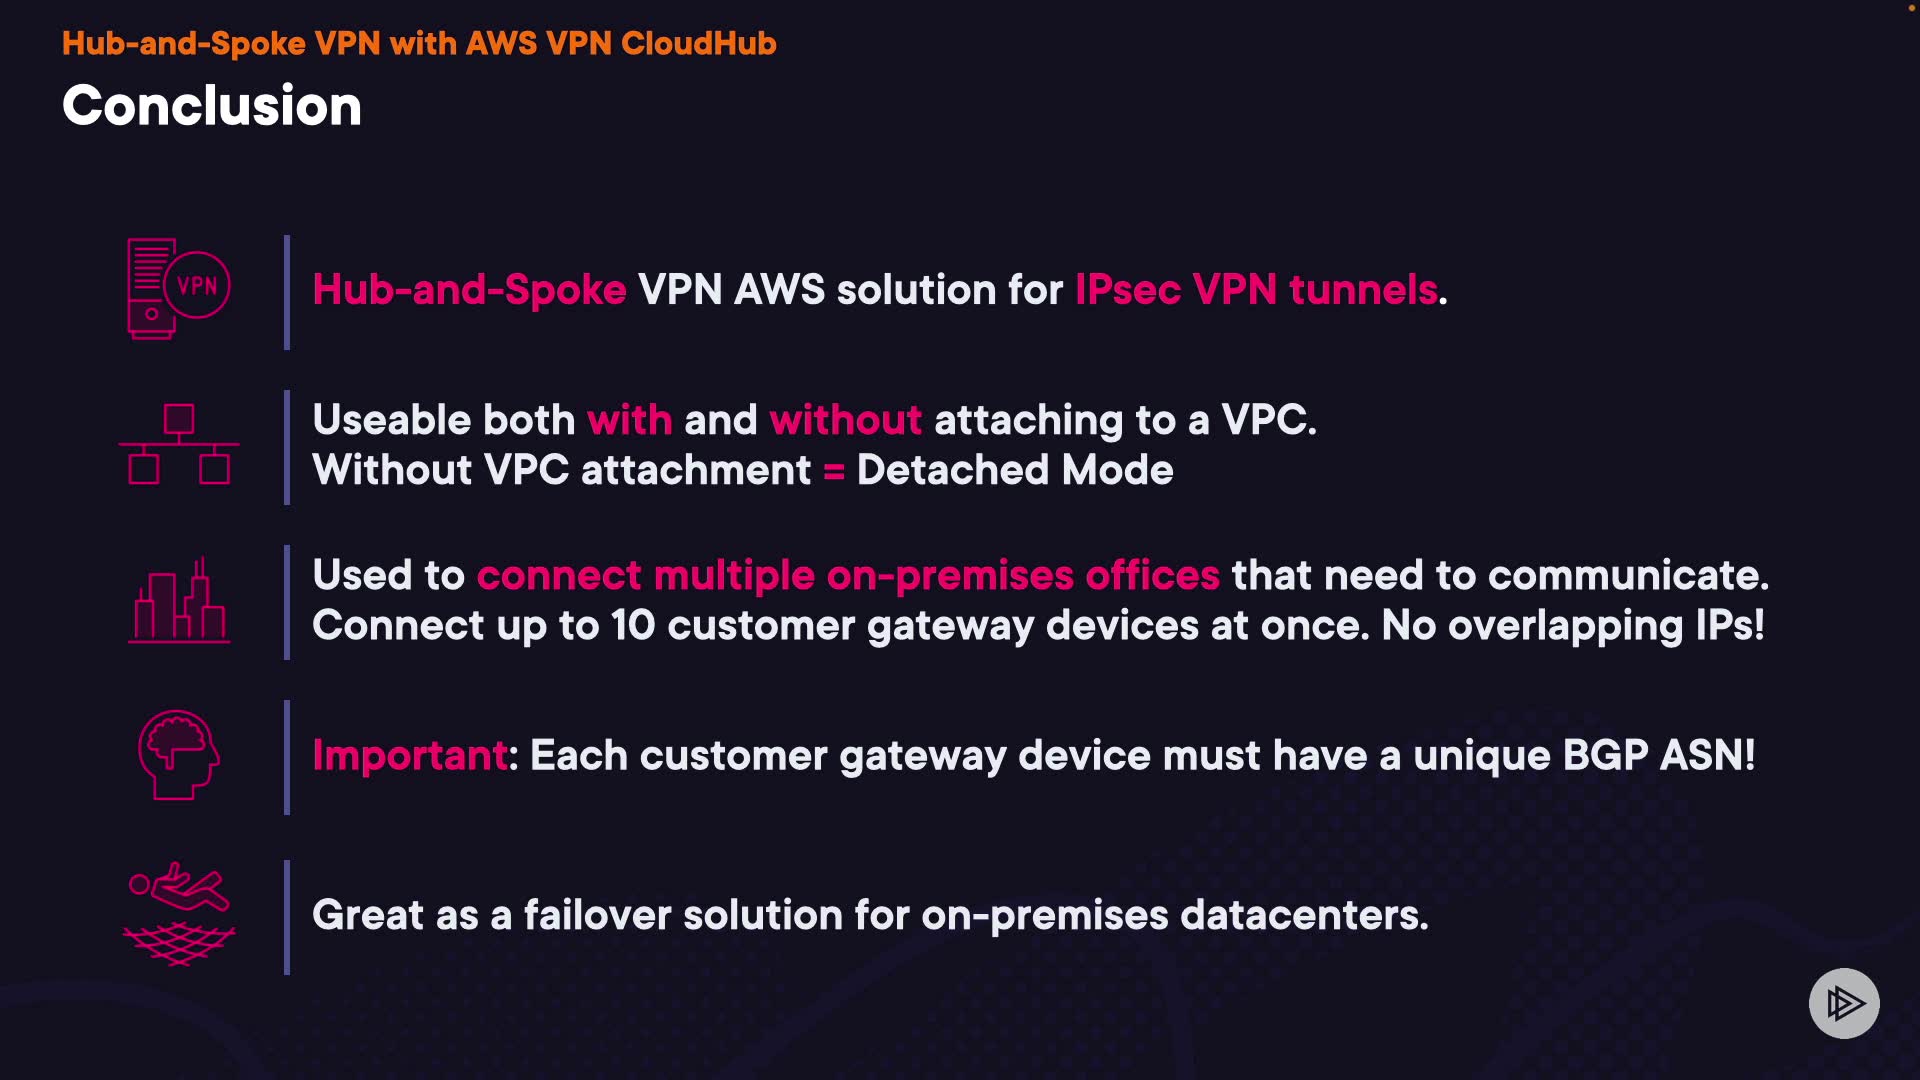 Hub-and-Spoke VPN with AWS VPN CloudHub
Conclusion
VPN
Hub-and-Spoke VPN AWS solution for IPsec VPN tunnels.
Useable both with and without attaching to a VPC.
Without VPC attachment = Detached Mode
Used to connect multiple on-premises offices that need to communicate.
Connect up to 10 customer gateway devices at once. No overlapping IPs!
Important: Each customer gateway device must have a unique BGP ASN!
Great as a failover solution for on-premises datacenters.